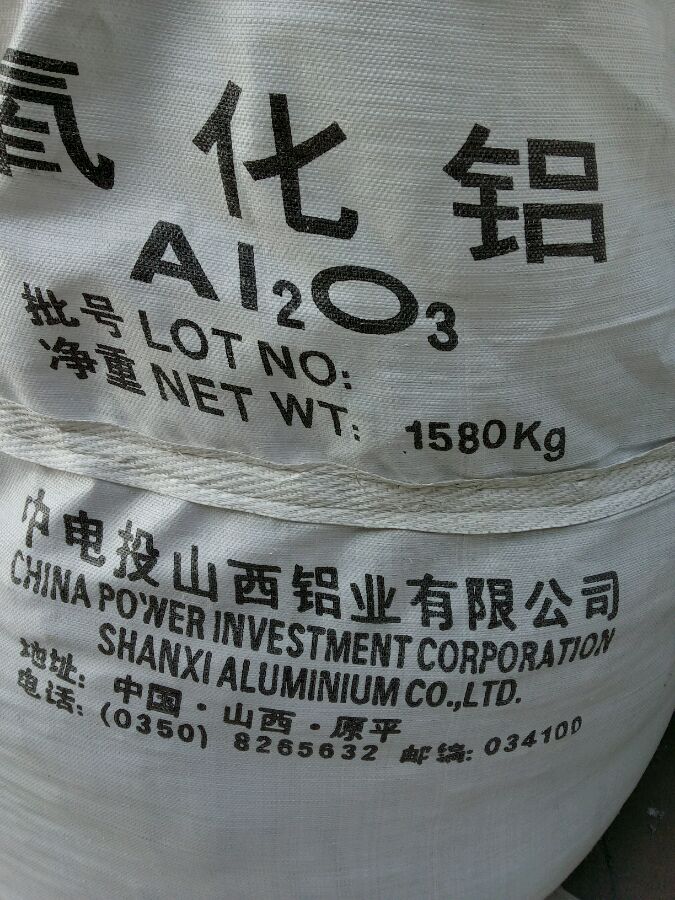 氧化铝
Al₂O₃
批号 LOT NO:
净重 NET WT: 1580Kg
中电投山西铝业有限公司
CHINA POWER INVESTMENT CORPORATION
SHANXI ALUMINIUM CO.,LTD.
地址: 中国·山西·原平
电话: (0350) 8265632 邮编: 034100